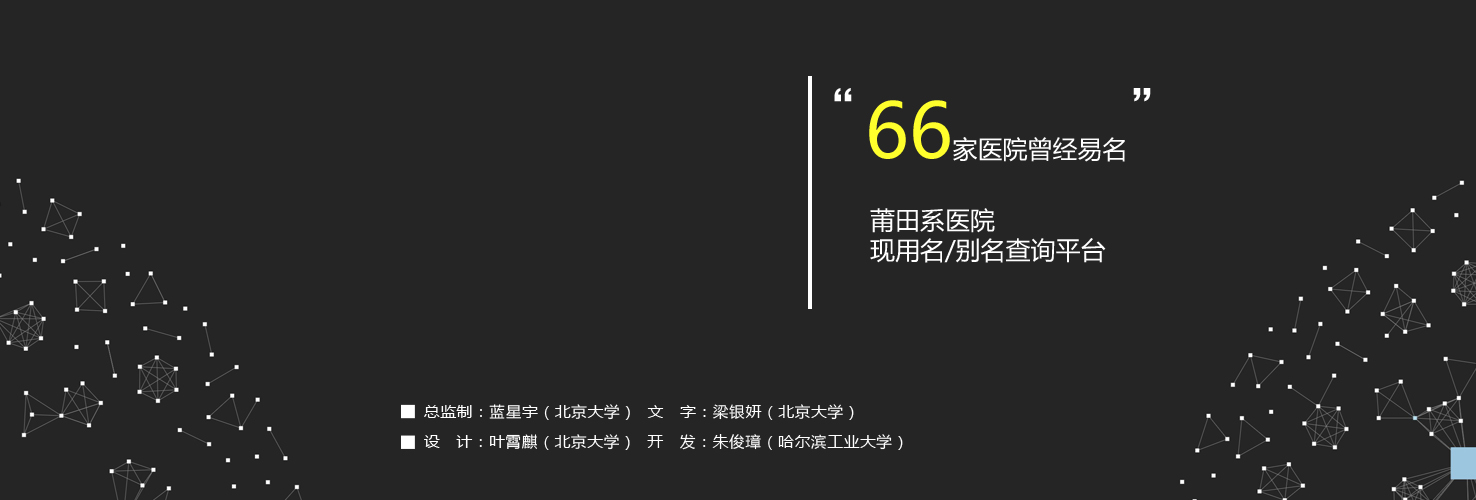 “66家医院曾经易名”
莆田系医院
现用名/别名查询平台
总监制：蓝星宇（北京大学） 文 字：梁银妍（北京大学）
设 计：叶霄麒（北京大学） 开 发：朱俊璋（哈尔滨工业大学）